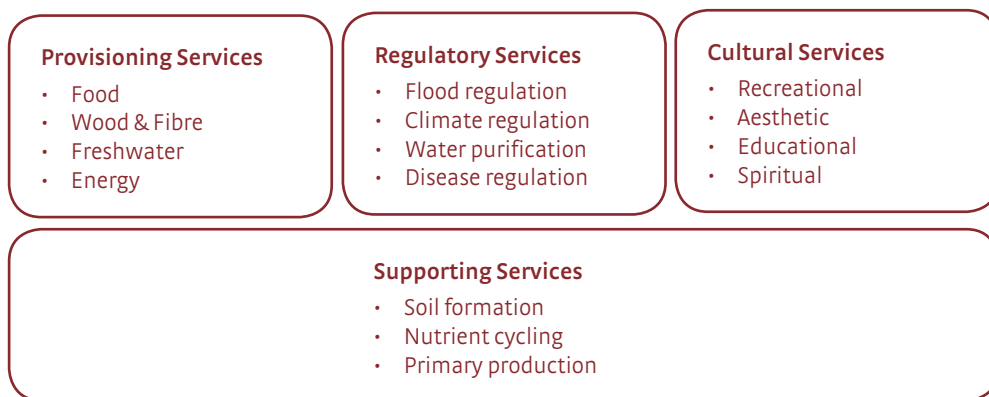 Provisioning Services
• Food
• Wood & Fibre
• Freshwater
• Energy
Regulatory Services
• Flood regulation
• Climate regulation
• Water purification
• Disease regulation
Cultural Services
• Recreational
• Aesthetic
• Educational
• Spiritual
Supporting Services
• Soil formation
• Nutrient cycling
• Primary production